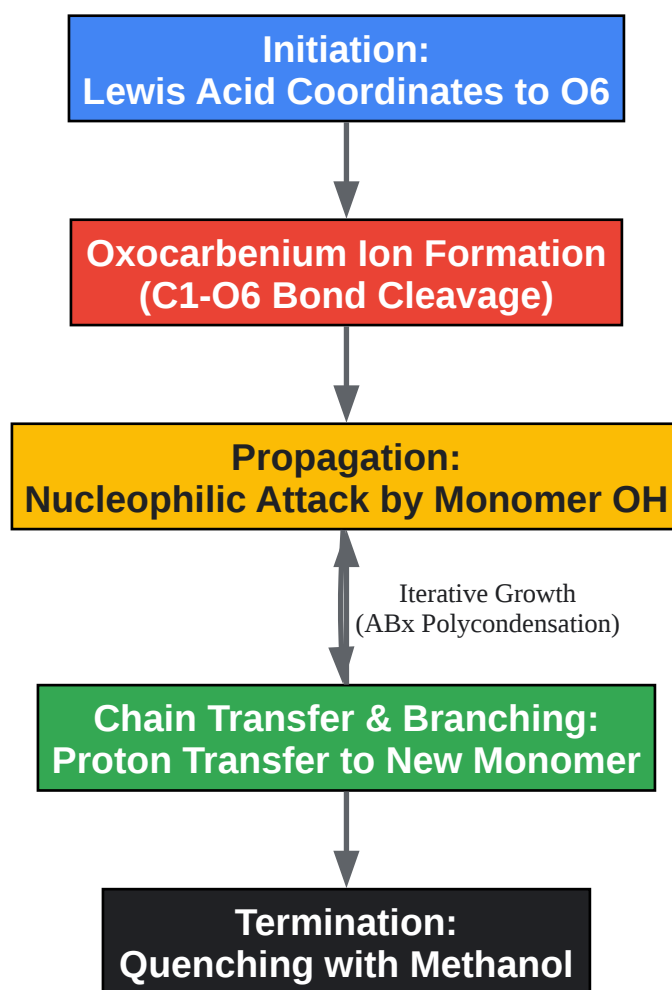 Initiation:
Lewis Acid Coordinates to O6
Oxocarbenium Ion Formation
(C1-O6 Bond Cleavage)
Propagation:
Nucleophilic Attack by Monomer OH
Iterative Growth
(ABx Polycondensation)
Chain Transfer & Branching:
Proton Transfer to New Monomer
Termination:
Quenching with Methanol